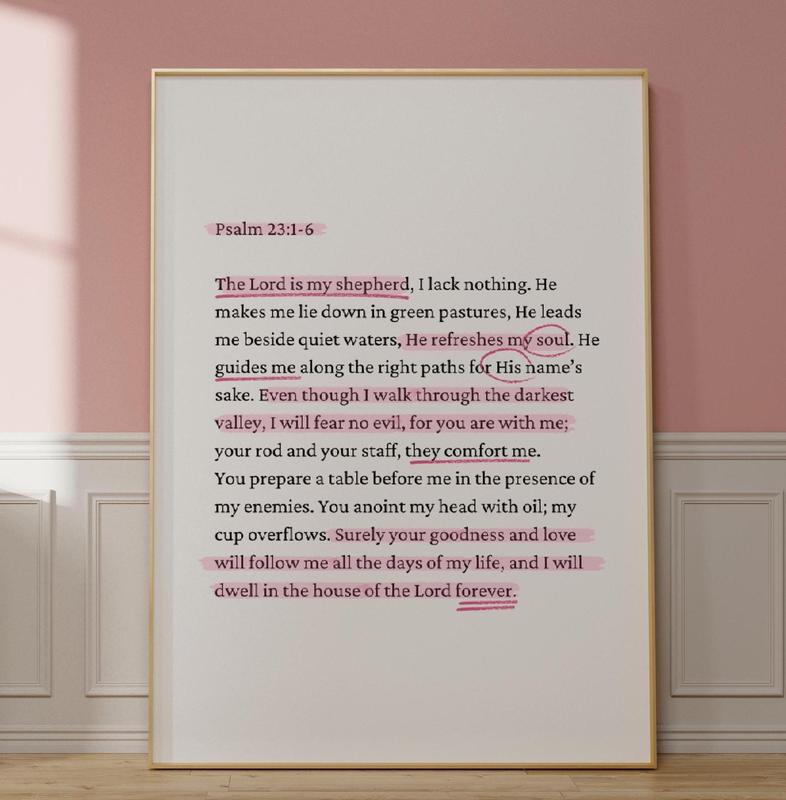 Psalm 23:1-6
The Lord is my shepherd, I lack nothing. He
makes me lie down in green pastures, He leads
me beside quiet waters, He refreshes my soul. He
guides me along the right paths for His name’s
sake. Even though I walk through the darkest
valley, I will fear no evil, for you are with me;
your rod and your staff, they comfort me.
You prepare a table before me in the presence of
my enemies. You anoint my head with oil; my
cup overflows. Surely your goodness and love
will follow me all the days of my life, and I will
dwell in the house of the Lord forever.